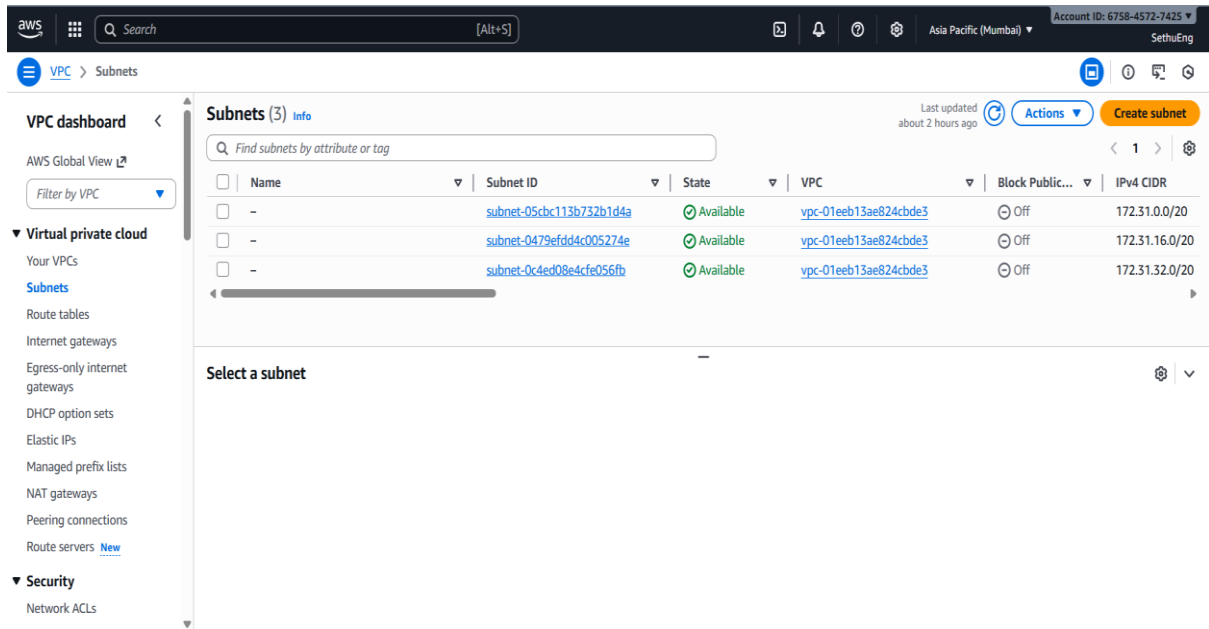 aws
Search [Alt+S]
Asia Pacific (Mumbai)
Account ID: 6758-4572-7425
SethuEng
VPC > Subnets
VPC dashboard
AWS Global View
Filter by VPC
Virtual private cloud
Your VPCs
Subnets
Route tables
Internet gateways
Egress-only internet
gateways
DHCP option sets
Elastic IPs
Managed prefix lists
NAT gateways
Peering connections
Route servers New
Security
Network ACLs
Subnets (3) Info
Last updated
about 2 hours ago
Actions
Create subnet
Find subnets by attribute or tag
1
Name Subnet ID State VPC Block Public... IPv4 CIDR
– subnet-05cbc113b732b1d4a Available vpc-01eeb13ae824cbde3 Off 172.31.0.0/20
– subnet-0479efdd4c005274e Available vpc-01eeb13ae824cbde3 Off 172.31.16.0/20
– subnet-0c4ed08e4cfe056fb Available vpc-01eeb13ae824cbde3 Off 172.31.32.0/20
Select a subnet